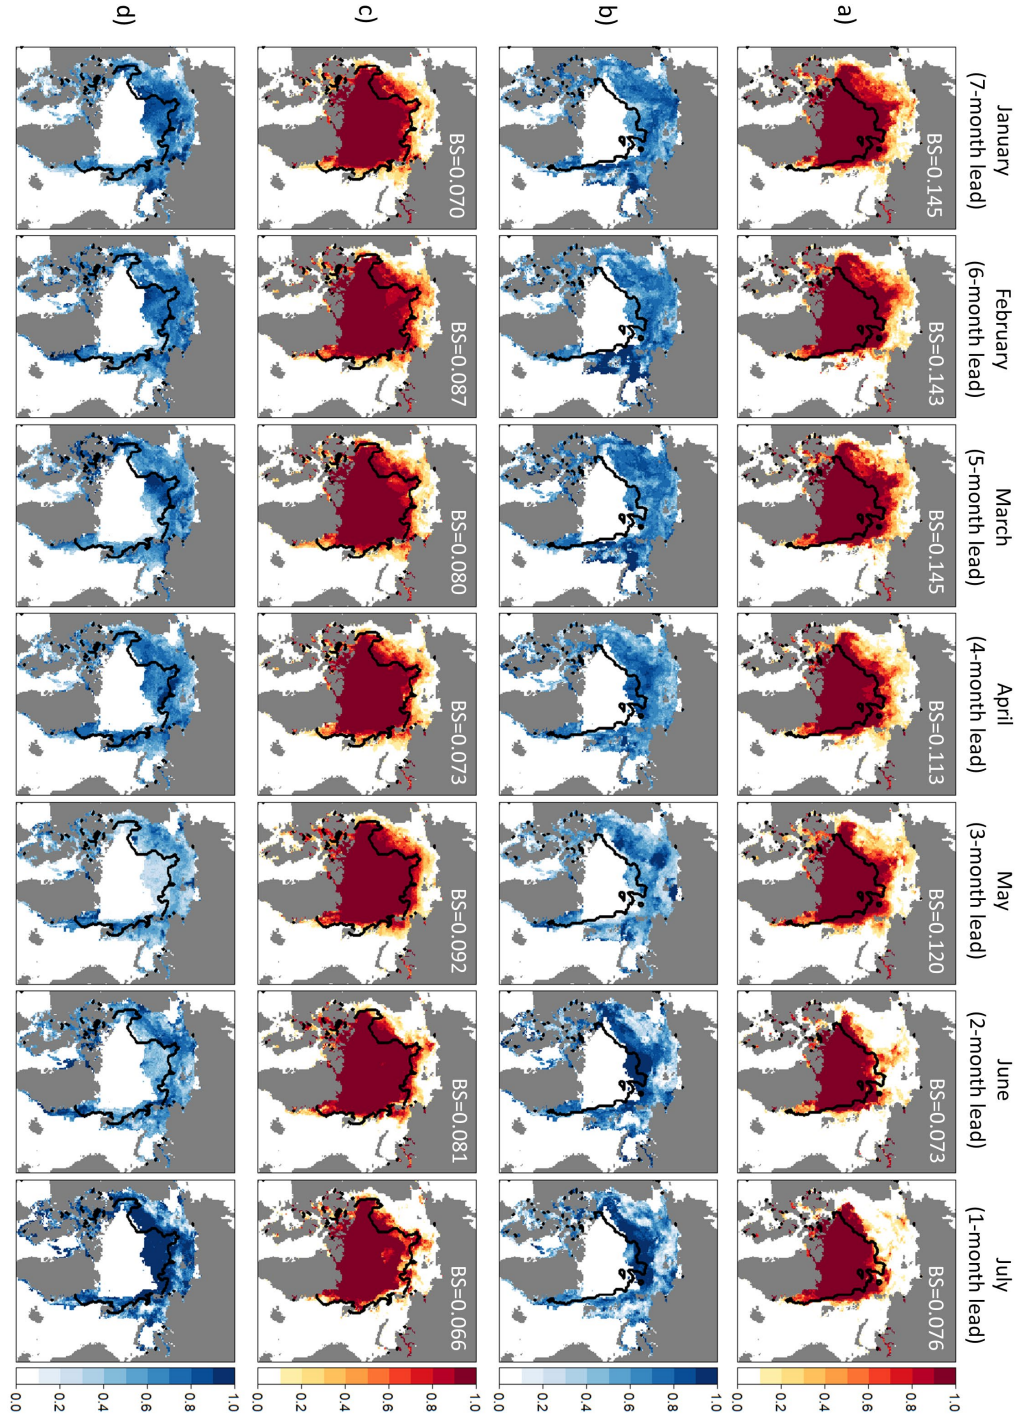 January
(7-month lead)
February
(6-month lead)
March
(5-month lead)
April
(4-month lead)
May
(3-month lead)
June
(2-month lead)
July
(1-month lead)
a)
BS=0.145
BS=0.143
BS=0.145
BS=0.113
BS=0.120
BS=0.073
BS=0.076
1.0
0.8
0.6
0.4
0.2
0.0
b)
1.0
0.8
0.6
0.4
0.2
0.0
c)
BS=0.070
BS=0.087
BS=0.080
BS=0.073
BS=0.092
BS=0.081
BS=0.066
1.0
0.8
0.6
0.4
0.2
0.0
d)
1.0
0.8
0.6
0.4
0.2
0.0